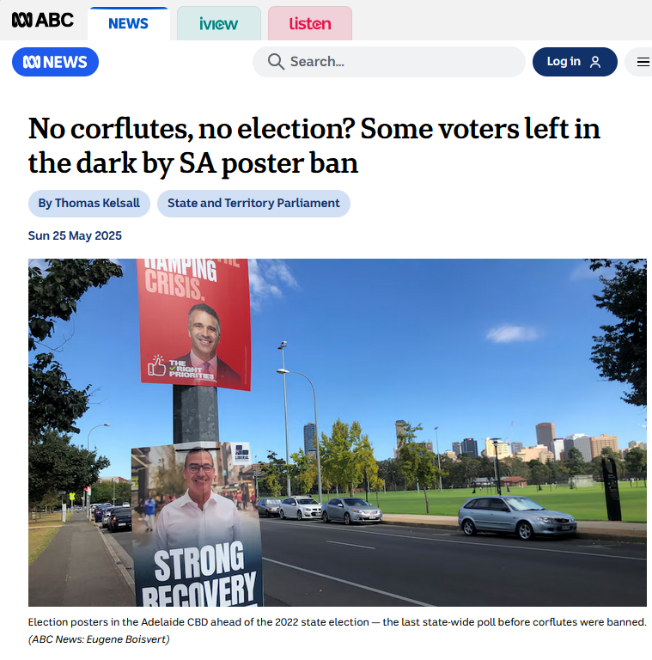 ABC
NEWS
iview
listen
NEWS
Search...
Log in
No corflutes, no election? Some voters left in
the dark by SA poster ban
By Thomas Kelsall
State and Territory Parliament
Sun 25 May 2025
RAMPING
CRISIS.
THE
RIGHT
PRIORITIES
LIBERAL
STRONG
RECOVERY
Election posters in the Adelaide CBD ahead of the 2022 state election — the last state-wide poll before corflutes were banned.
(ABC News: Eugene Boisvert)